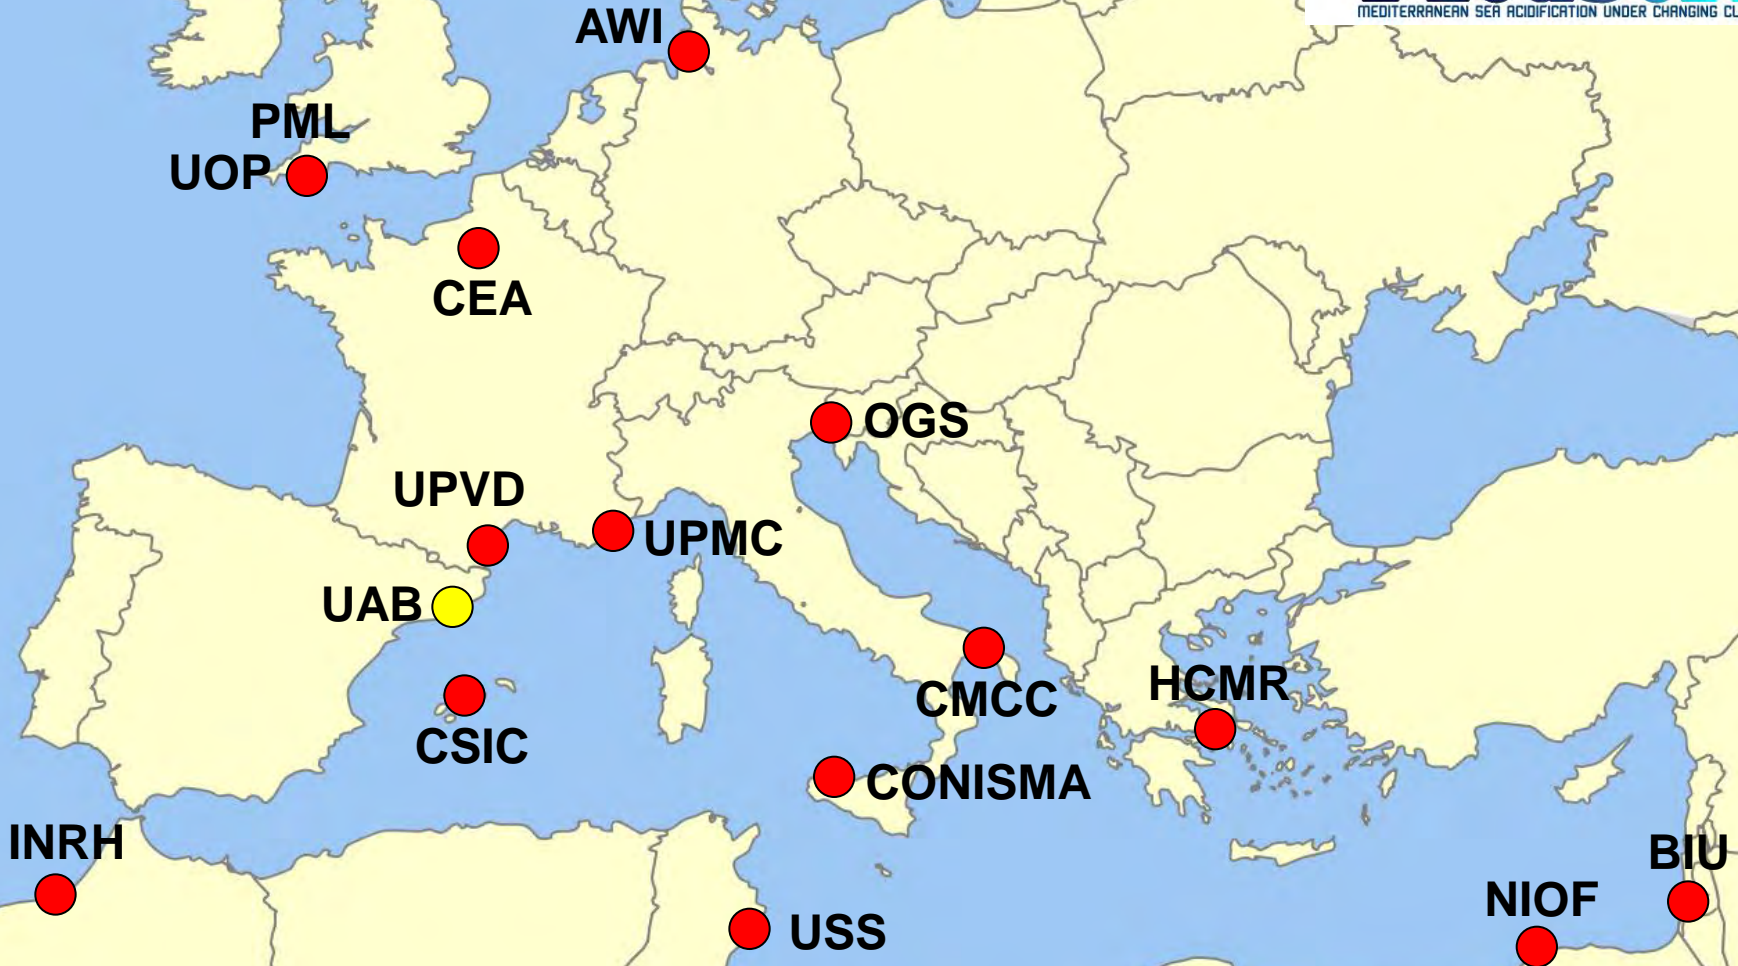 MEDITERRANEAN SEA ACIDIFICATION UNDER CHANGING
AWI
PML
UOP
CEA
OGS
UPVD
UPMC
UAB
CMCC
HCMR
CSIC
CONISMA
INRH
BIU
NIOF
USS